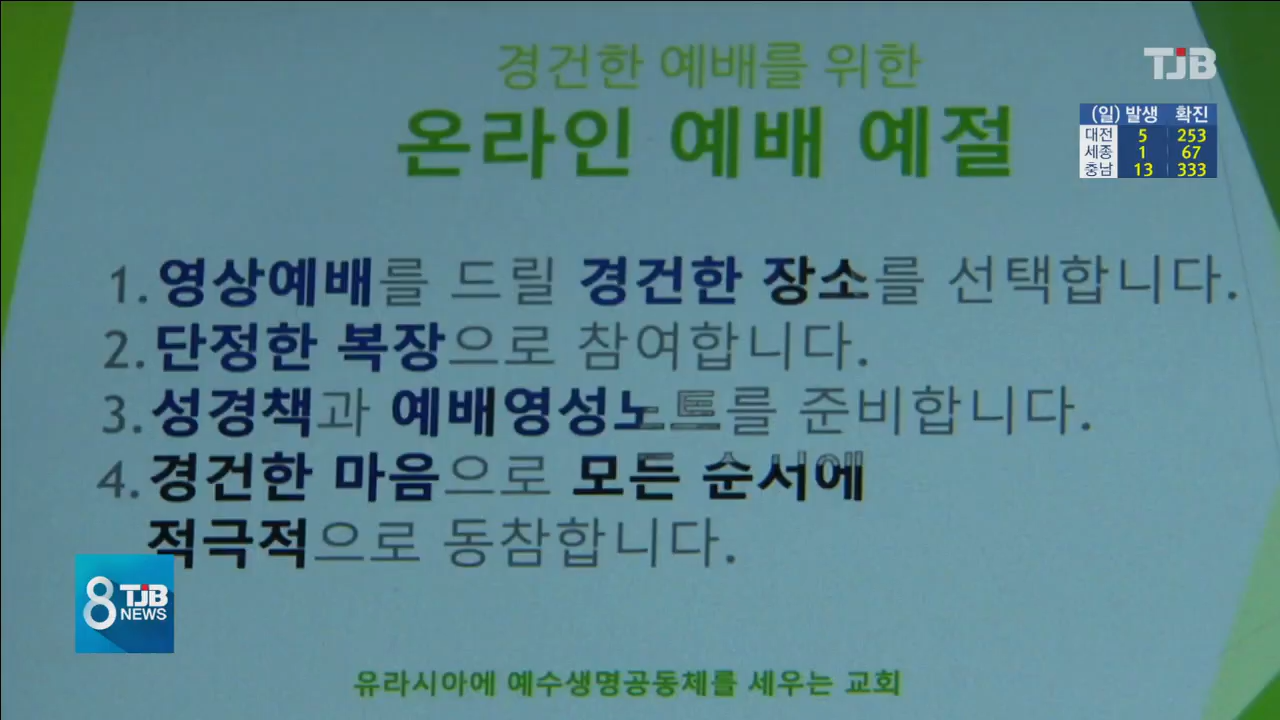 경건한 예배를 위한
TJB
온라인 예배 예절
(일) 발생 확진
대전 5 253
세종 1 67
충남 13 333
1. 영상예배를 드릴 경건한 장소를 선택합니다.
2. 단정한 복장으로 참여합니다.
3. 성경책과 예배영성노트를 준비합니다.
4. 경건한 마음으로 모든 순서에
적극적으로 동참합니다.
8 TJB NEWS
유라시아에 예수생명공동체를 세우는 교회